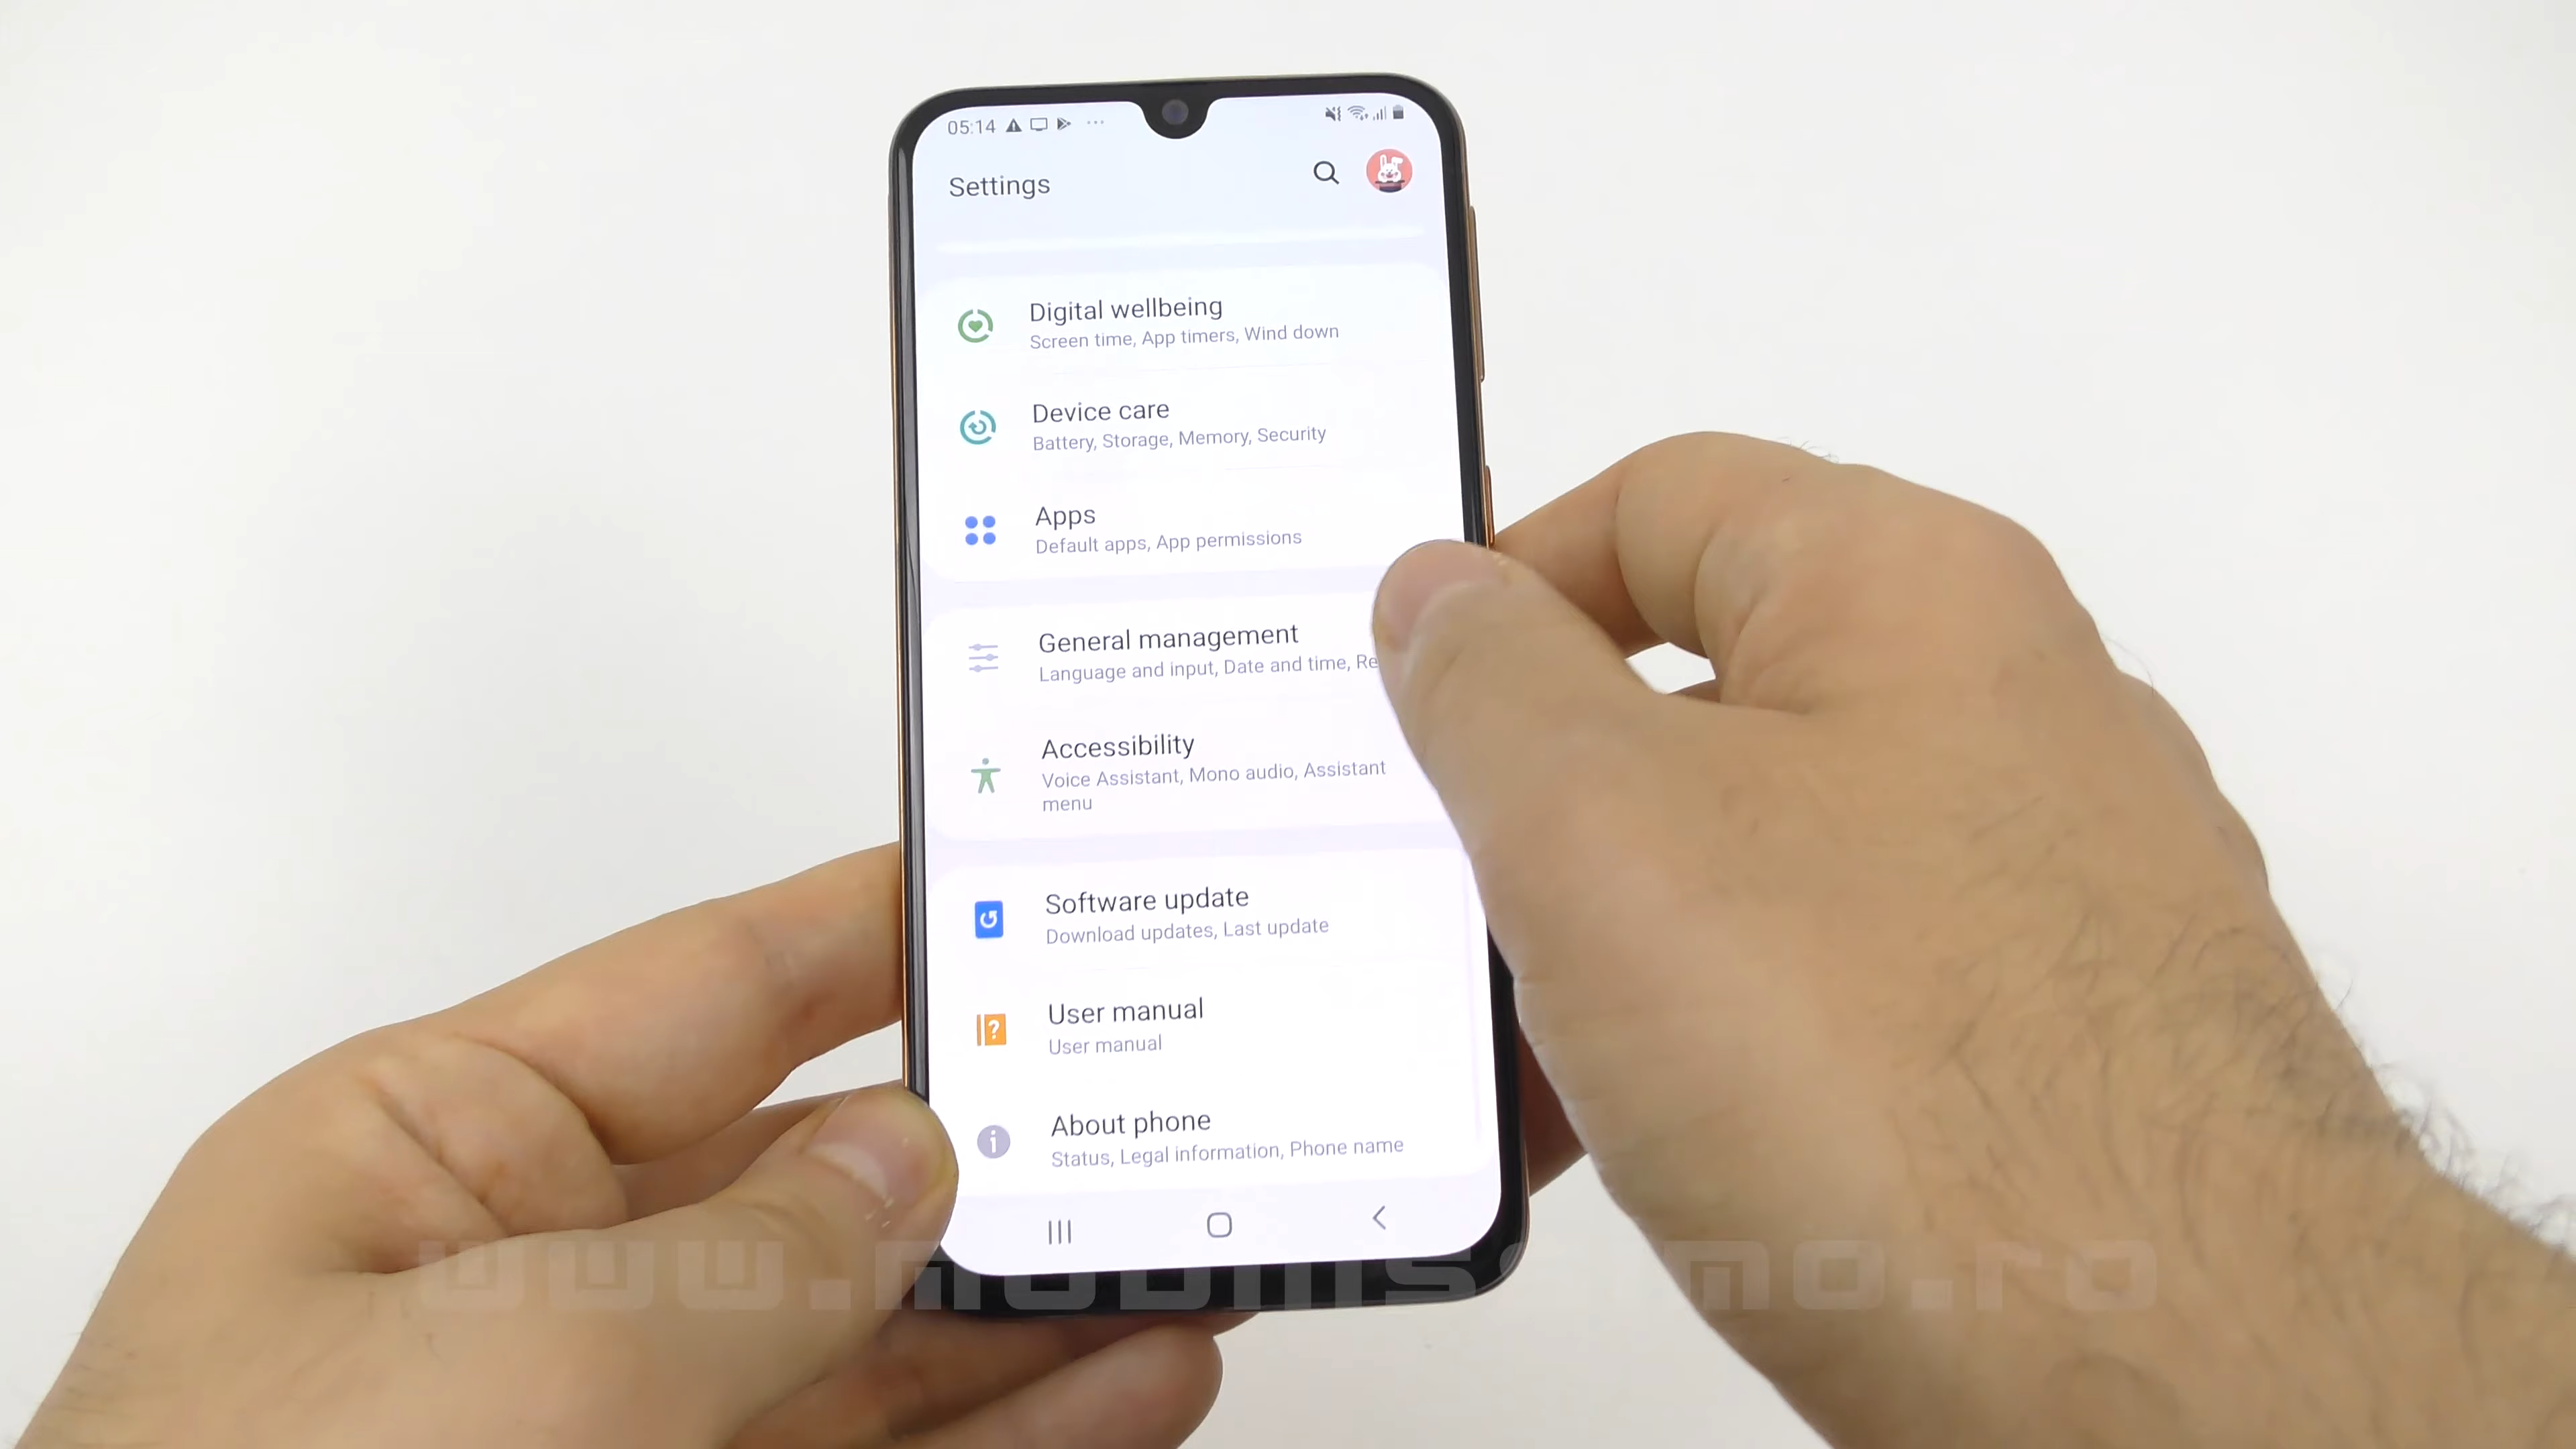 05:14
Settings
Digital wellbeing
Screen time, App timers, Wind down
Device care
Battery, Storage, Memory, Security
Apps
Default apps, App permissions
General management
Language and input, Date and time, Re
Accessibility
Voice Assistant, Mono audio, Assistant
menu
Software update
Download updates, Last update
User manual
User manual
About phone
Status, Legal information, Phone name